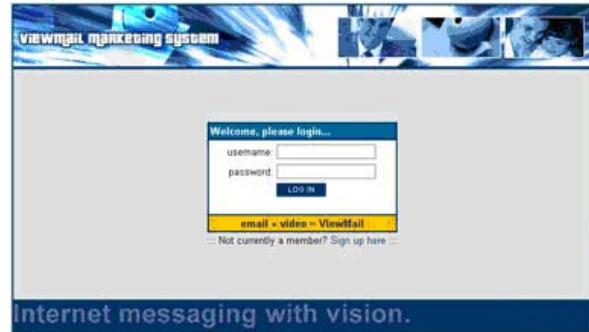 ViewMail Marketing System
Welcome, please login...
username:
password:
LOG IN
email + video = ViewMail
::: Not currently a member? Sign up here :::
Internet messaging with vision.